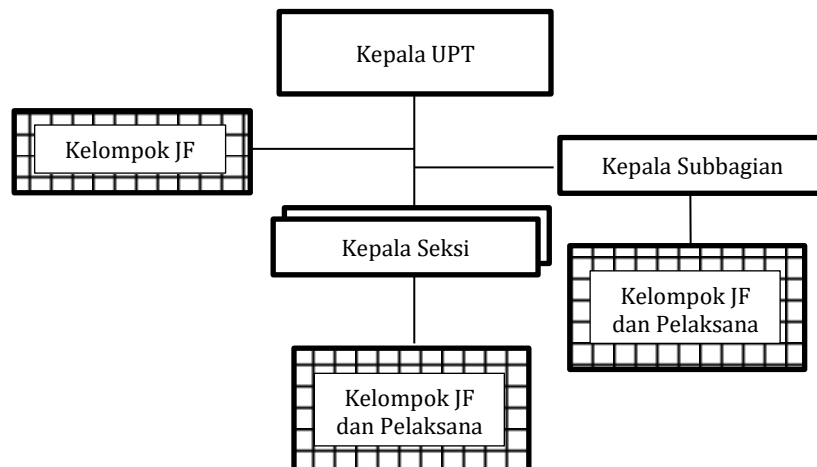 Kepala UPT
Kelompok JF
Kepala Subbagian
Kepala Seksi
Kelompok JF
dan Pelaksana
Kelompok JF
dan Pelaksana